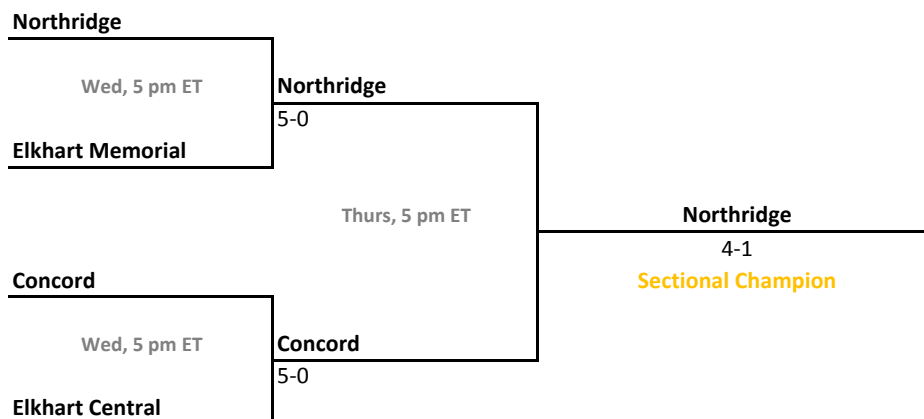 Northridge
Wed, 5 pm ET
Northridge
5-0
Elkhart Memorial
Thurs, 5 pm ET
Northridge
4-1
Sectional Champion
Concord
Wed, 5 pm ET
Concord
5-0
Elkhart Central